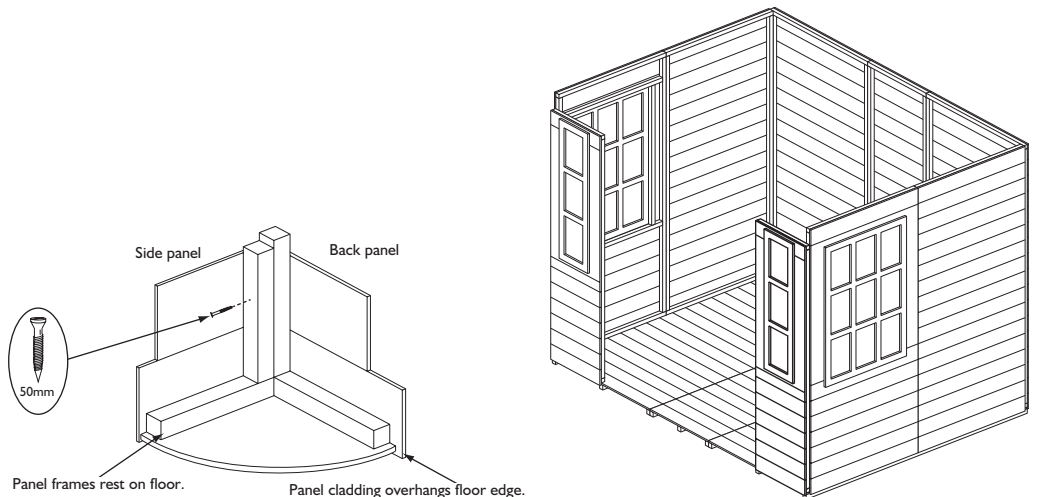 Side panel
Back panel
50mm
Panel frames rest on floor.
Panel cladding overhangs floor edge.